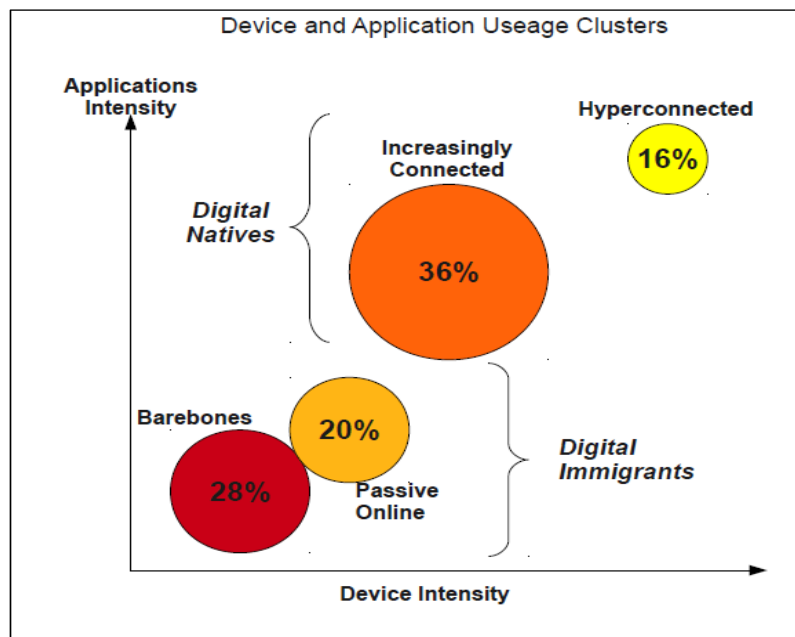 Device and Application Useage Clusters
Applications
Intensity
Hyperconnected
16%
Increasingly
Connected
Digital
Natives
36%
Barebones
20%
Digital
Immigrants
28%
Passive
Online
Device Intensity